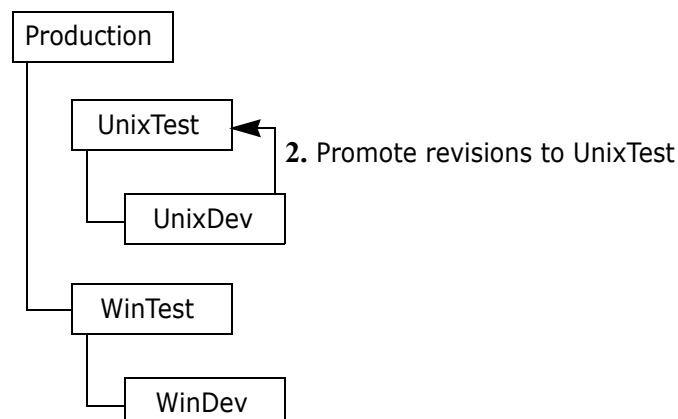 Production
UnixTest
2. Promote revisions to UnixTest
UnixDev
WinTest
WinDev